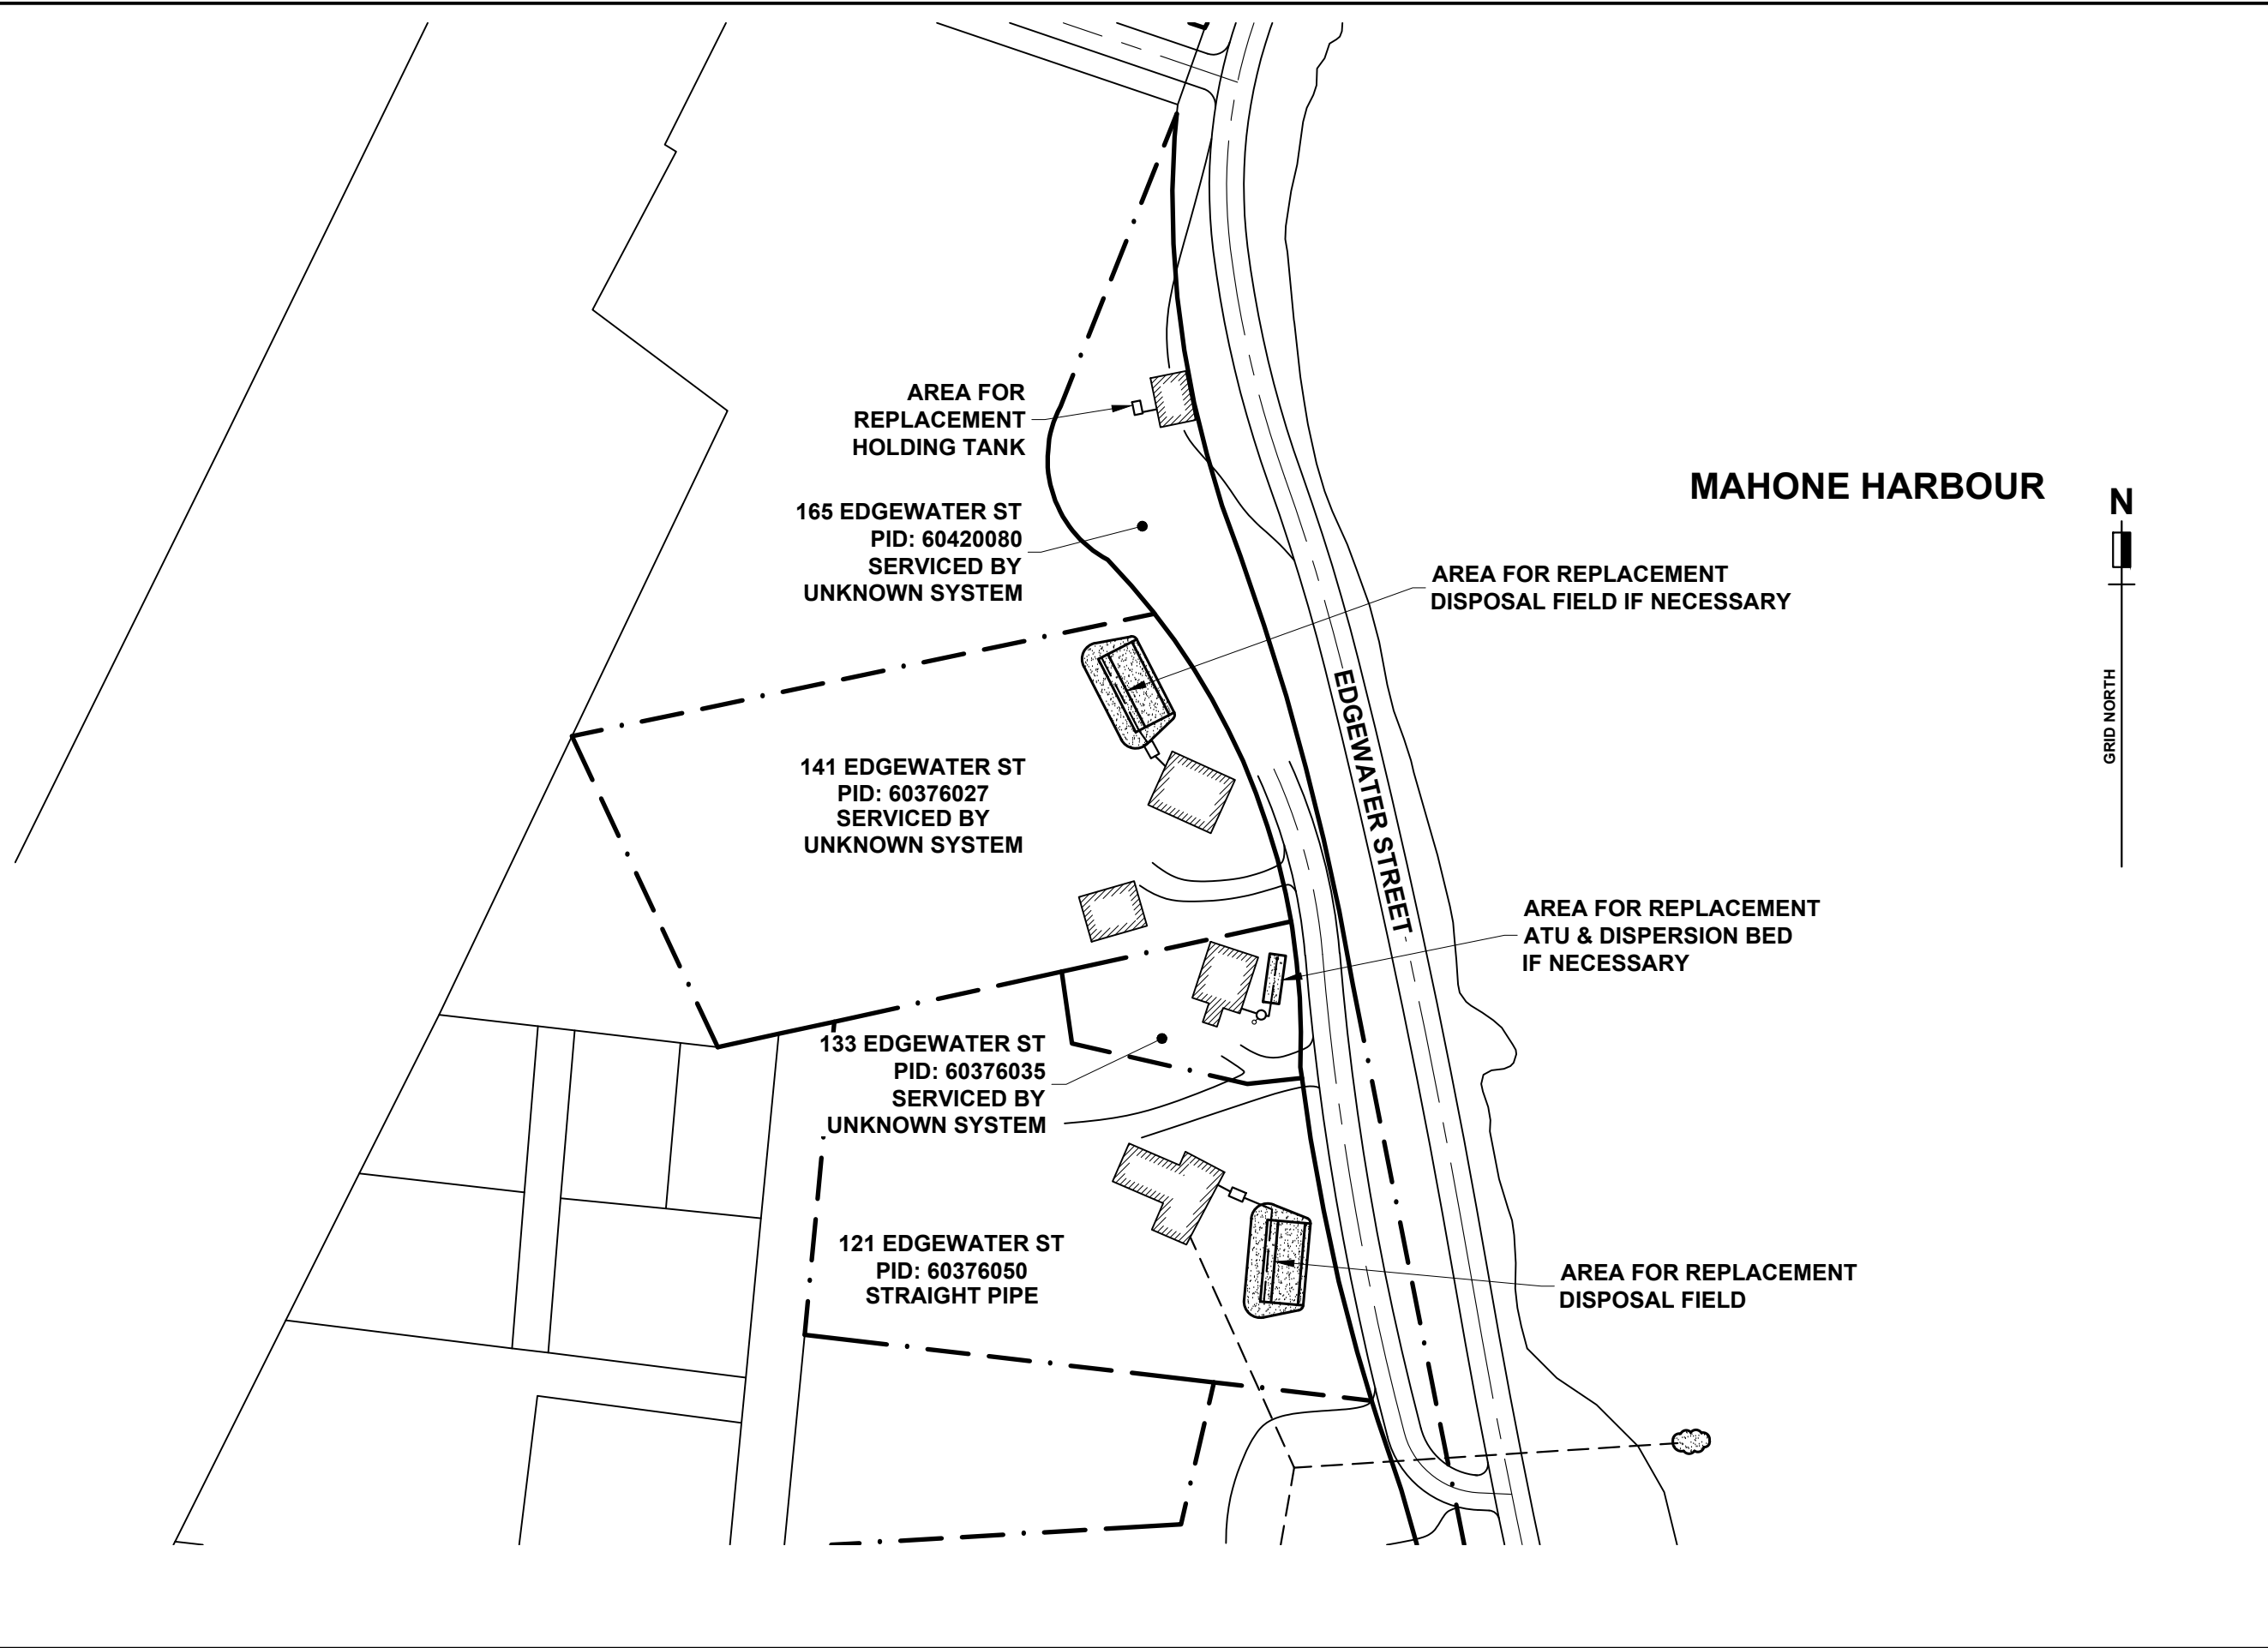 AREA FOR
REPLACEMENT
HOLDING TANK
MAHONE HARBOUR
N
165 EDGEWATER ST
PID: 60420080
SERVICED BY
UNKNOWN SYSTEM
AREA FOR REPLACEMENT
DISPOSAL FIELD IF NECESSARY
GRID NORTH
EDGEWATER STREET
141 EDGEWATER ST
PID: 60376027
SERVICED BY
UNKNOWN SYSTEM
AREA FOR REPLACEMENT
ATU & DISPERSION BED
IF NECESSARY
133 EDGEWATER ST
PID: 60376035
SERVICED BY
UNKNOWN SYSTEM
121 EDGEWATER ST
PID: 60376050
STRAIGHT PIPE
AREA FOR REPLACEMENT
DISPOSAL FIELD